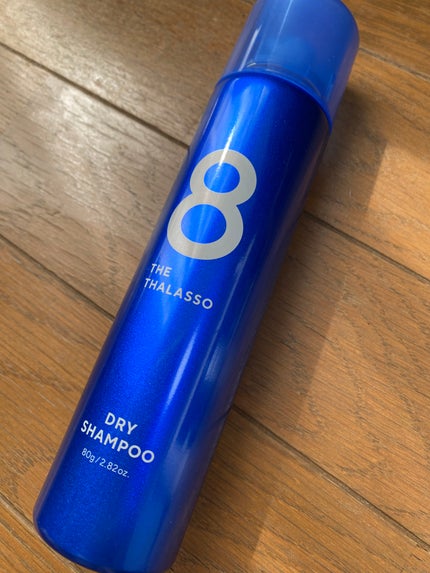 8
THE
THALASSO
DRY
SHAMPOO
80g/2.82oz.